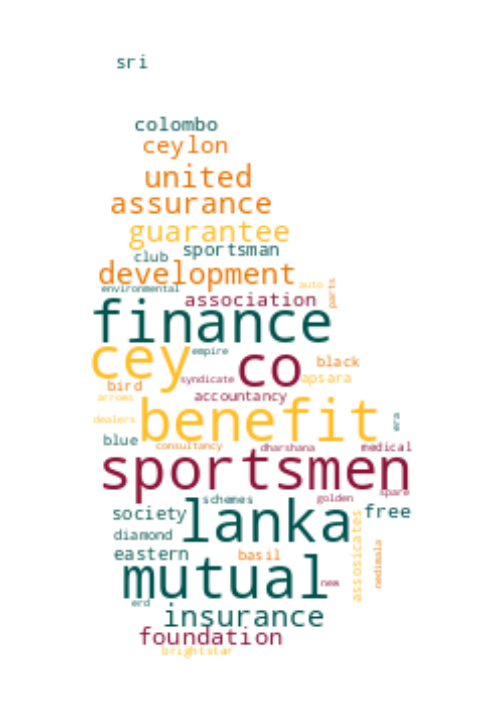 sri
colombo
ceylon
united
assurance
guarantee
club sportsman
development
environmental auto
association parts
finance
cey empire co black
syndicate apsara
bird
arrows accountancy
benefit
dealers era
blue consultancy dharshana medical
sportsmen
spare
schemes golden
society lanka free
diamond assosicates
eastern basil nedimala
mutual new
erd
insurance
foundation
brightstar